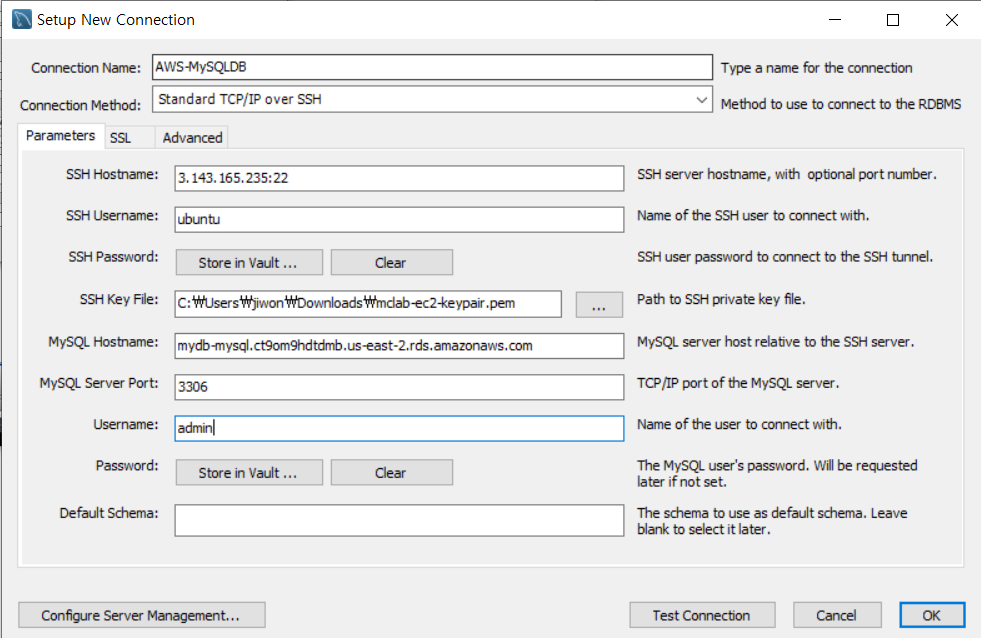 Setup New Connection
Connection Name: AWS-MySQLDB Type a name for the connection
Connection Method: Standard TCP/IP over SSH Method to use to connect to the RDBMS
Parameters SSL Advanced
SSH Hostname: 3.143.165.235:22 SSH server hostname, with optional port number.
SSH Username: ubuntu Name of the SSH user to connect with.
SSH Password: Store in Vault ... Clear SSH user password to connect to the SSH tunnel.
SSH Key File: C:₩Users₩jiwon₩Downloads₩mclab-ec2-keypair.pem ... Path to SSH private key file.
MySQL Hostname: mydb-mysql.ct9om9hdtdmb.us-east-2.rds.amazonaws.com MySQL server host relative to the SSH server.
MySQL Server Port: 3306 TCP/IP port of the MySQL server.
Username: admin Name of the user to connect with.
Password: Store in Vault ... Clear The MySQL user's password. Will be requested
later if not set.
Default Schema: The schema to use as default schema. Leave
blank to select it later.
Configure Server Management... Test Connection Cancel OK